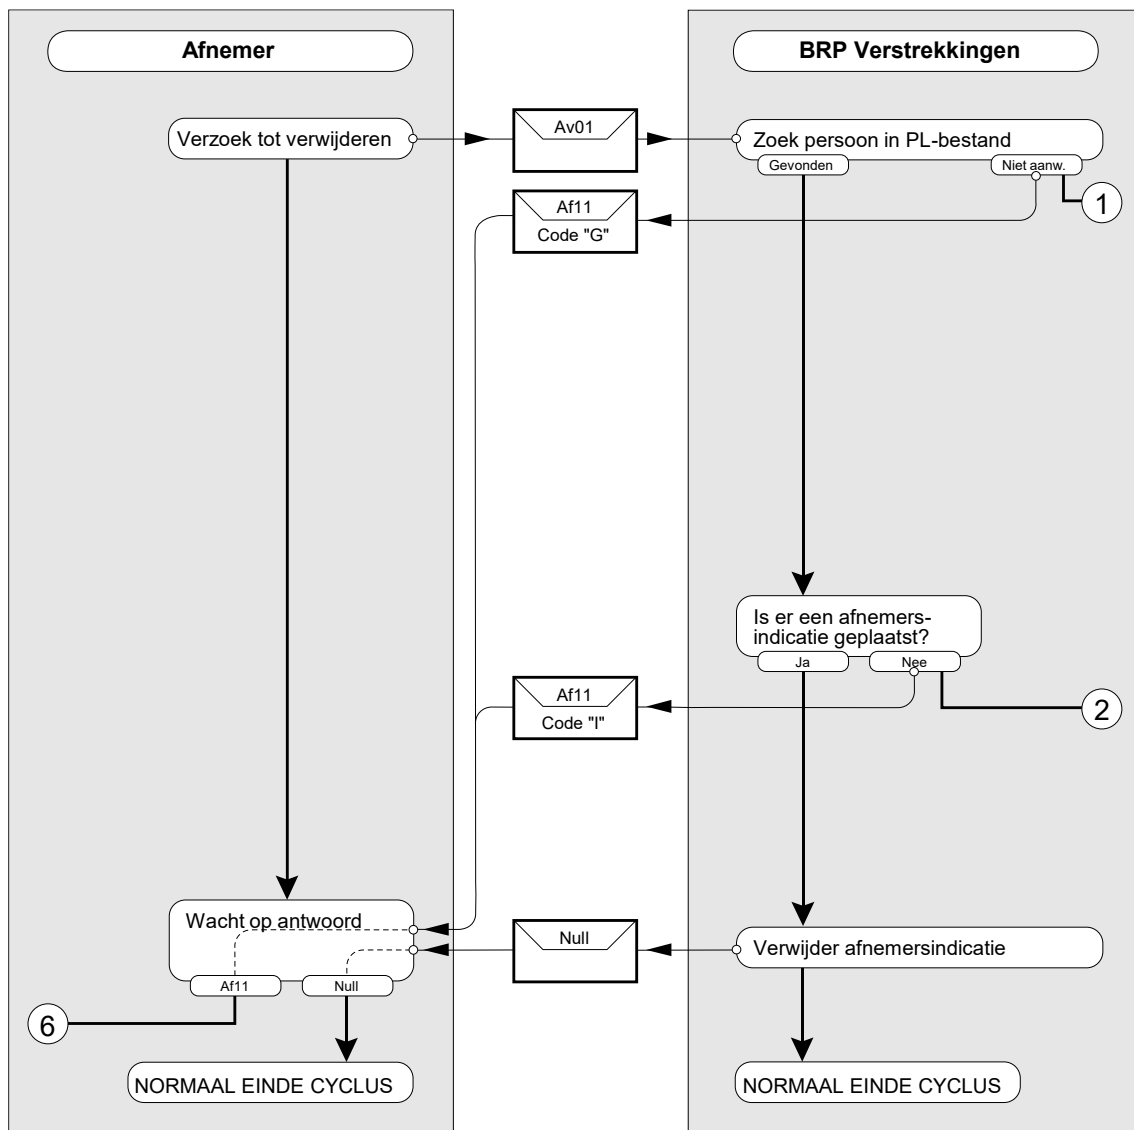 Afnemer
BRP Verstrekkingen
Verzoek tot verwijderen
Av01
Zoek persoon in PL-bestand
Gevonden
Niet aanw.
1
Af11
Code "G"
Is er een afnemers-
indicatie geplaatst?
Ja
Nee
2
Af11
Code "I"
Wacht op antwoord
Af11
Null
6
Null
Verwijder afnemersindicatie
NORMAAL EINDE CYCLUS
NORMAAL EINDE CYCLUS